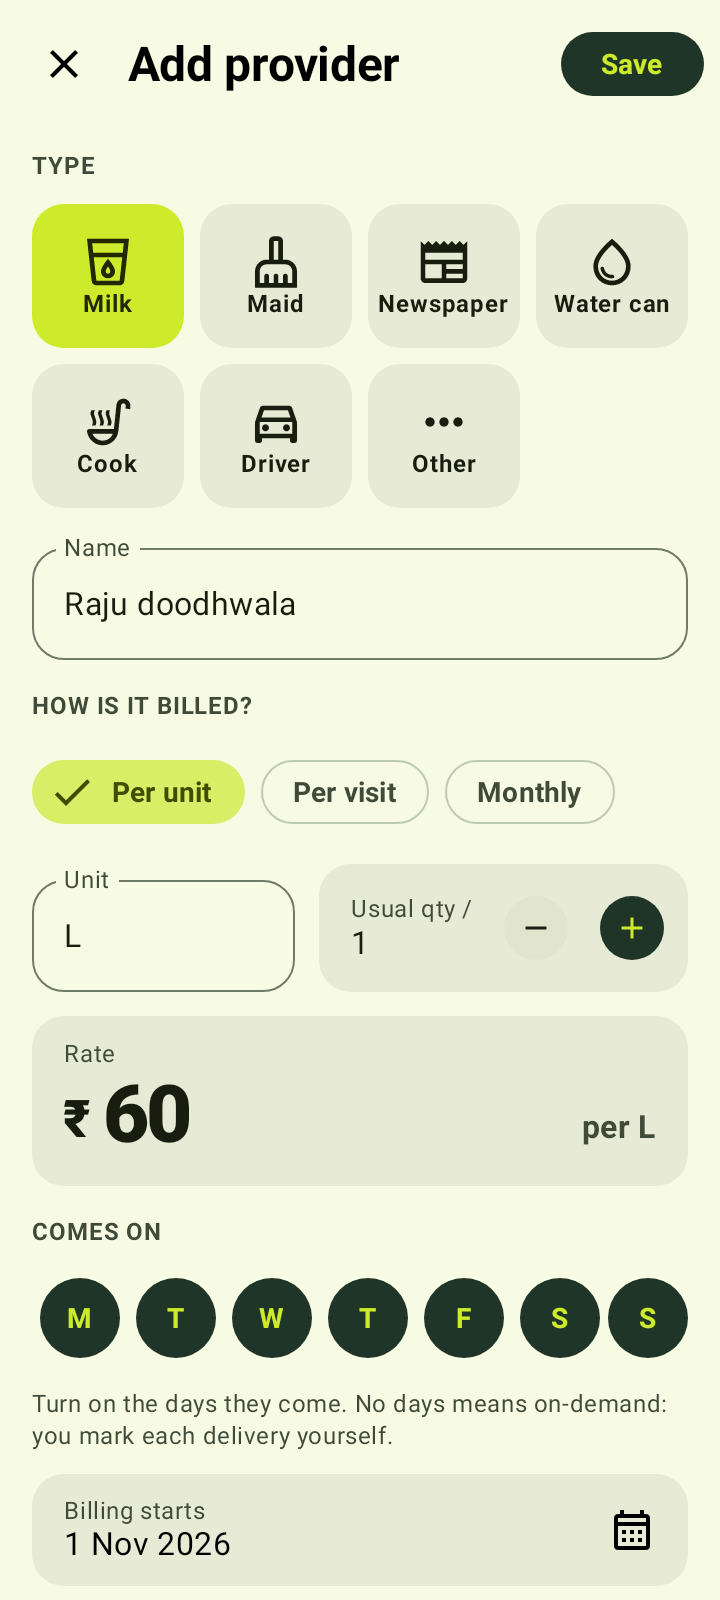 Add provider
Save
TYPE
Milk
Maid
Newspaper
Water can
Cook
Driver
Other
Name
Raju doodhwala
HOW IS IT BILLED?
Per unit
Per visit
Monthly
Unit
L
Usual qty /
1
Rate
₹ 60
per L
COMES ON
M T W T F S S
Turn on the days they come. No days means on-demand:
you mark each delivery yourself.
Billing starts
1 Nov 2026